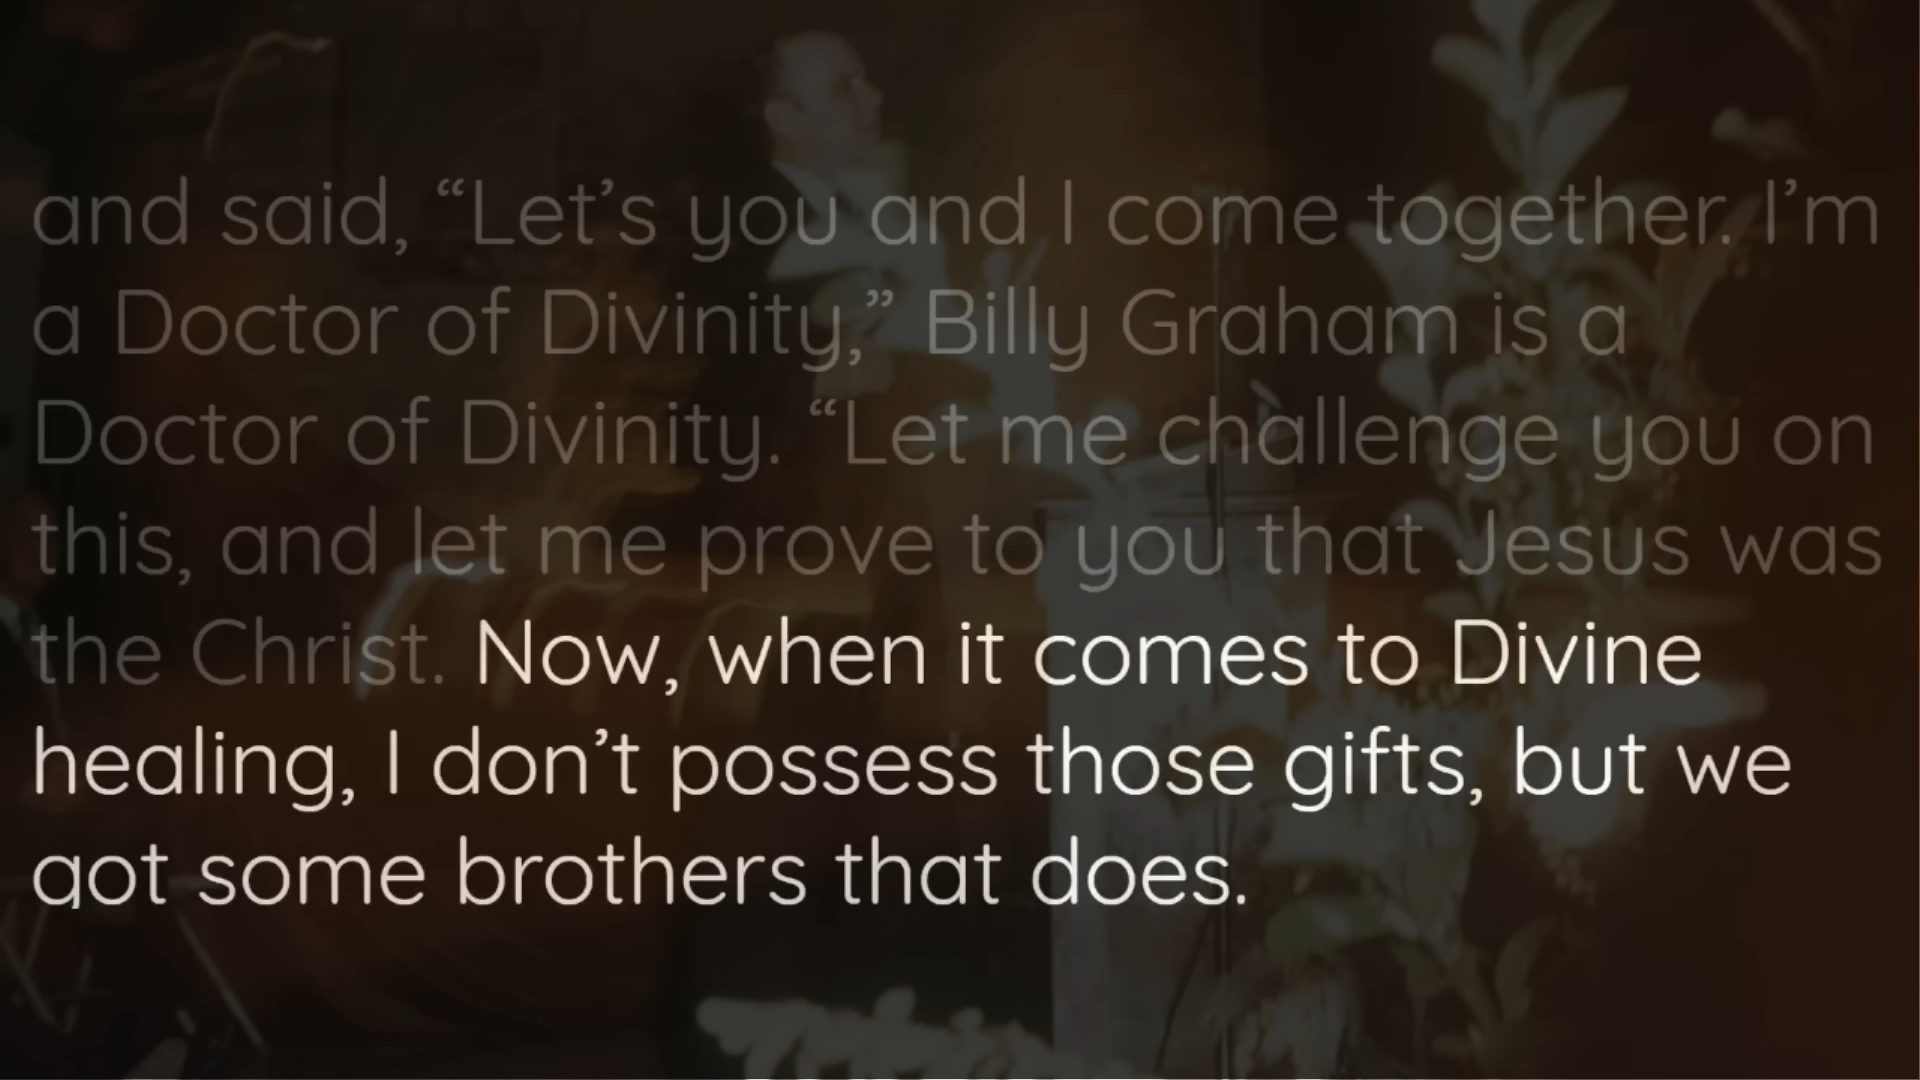 and said, “Let’s you and I come together. I’m
a Doctor of Divinity,” Billy Graham is a
Doctor of Divinity. “Let me challenge you on
this, and let me prove to you that Jesus was
the Christ. Now, when it comes to Divine
healing, I don’t possess those gifts, but we
got some brothers that does.